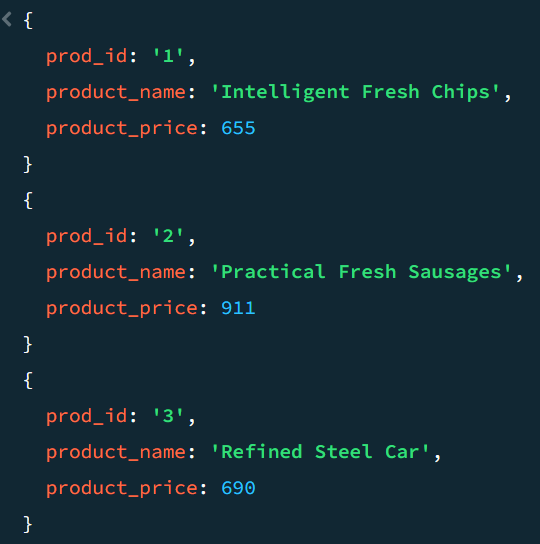 {
prod_id: '1',
product_name: 'Intelligent Fresh Chips',
product_price: 655
}
{
prod_id: '2',
product_name: 'Practical Fresh Sausages',
product_price: 911
}
{
prod_id: '3',
product_name: 'Refined Steel Car',
product_price: 690
}